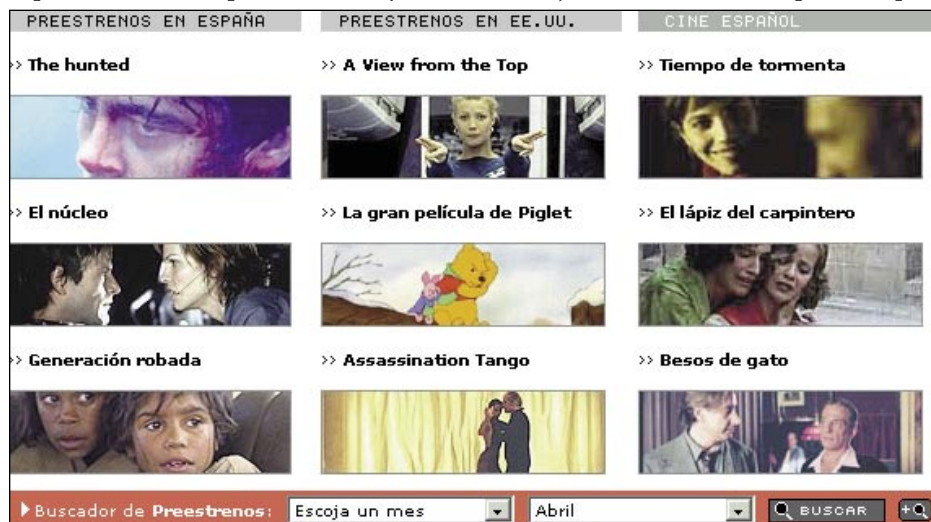 PREESTRENOS EN ESPAÑA
PREESTRENOS EN EE.UU.
CINE ESPAÑOL
>> The hunted
>> A View from the Top
>> Tiempo de tormenta
>> El núcleo
>> La gran película de Piglet
>> El lápiz del carpintero
>> Generación robada
>> Assassination Tango
>> Besos de gato
Buscador de Preestrenos: Escoja un mes Abril BUSCAR +